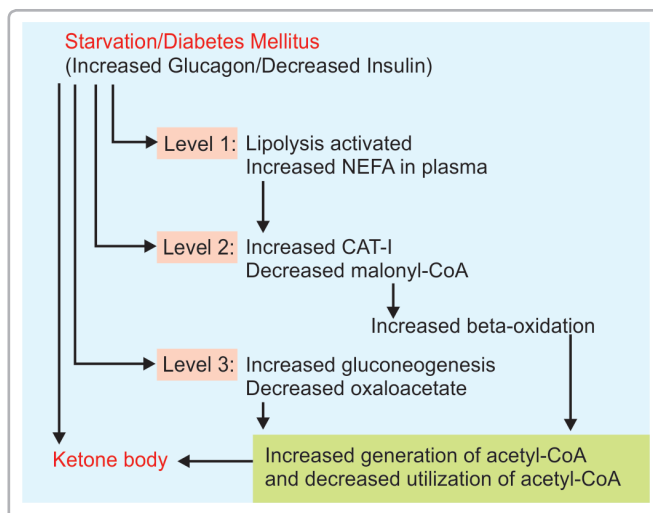 Starvation/Diabetes Mellitus
(Increased Glucagon/Decreased Insulin)
Level 1: Lipolysis activated
Increased NEFA in plasma
Level 2: Increased CAT-I
Decreased malonyl-CoA
Increased beta-oxidation
Level 3: Increased gluconeogenesis
Decreased oxaloacetate
Increased generation of acetyl-CoA
and decreased utilization of acetyl-CoA
Ketone body